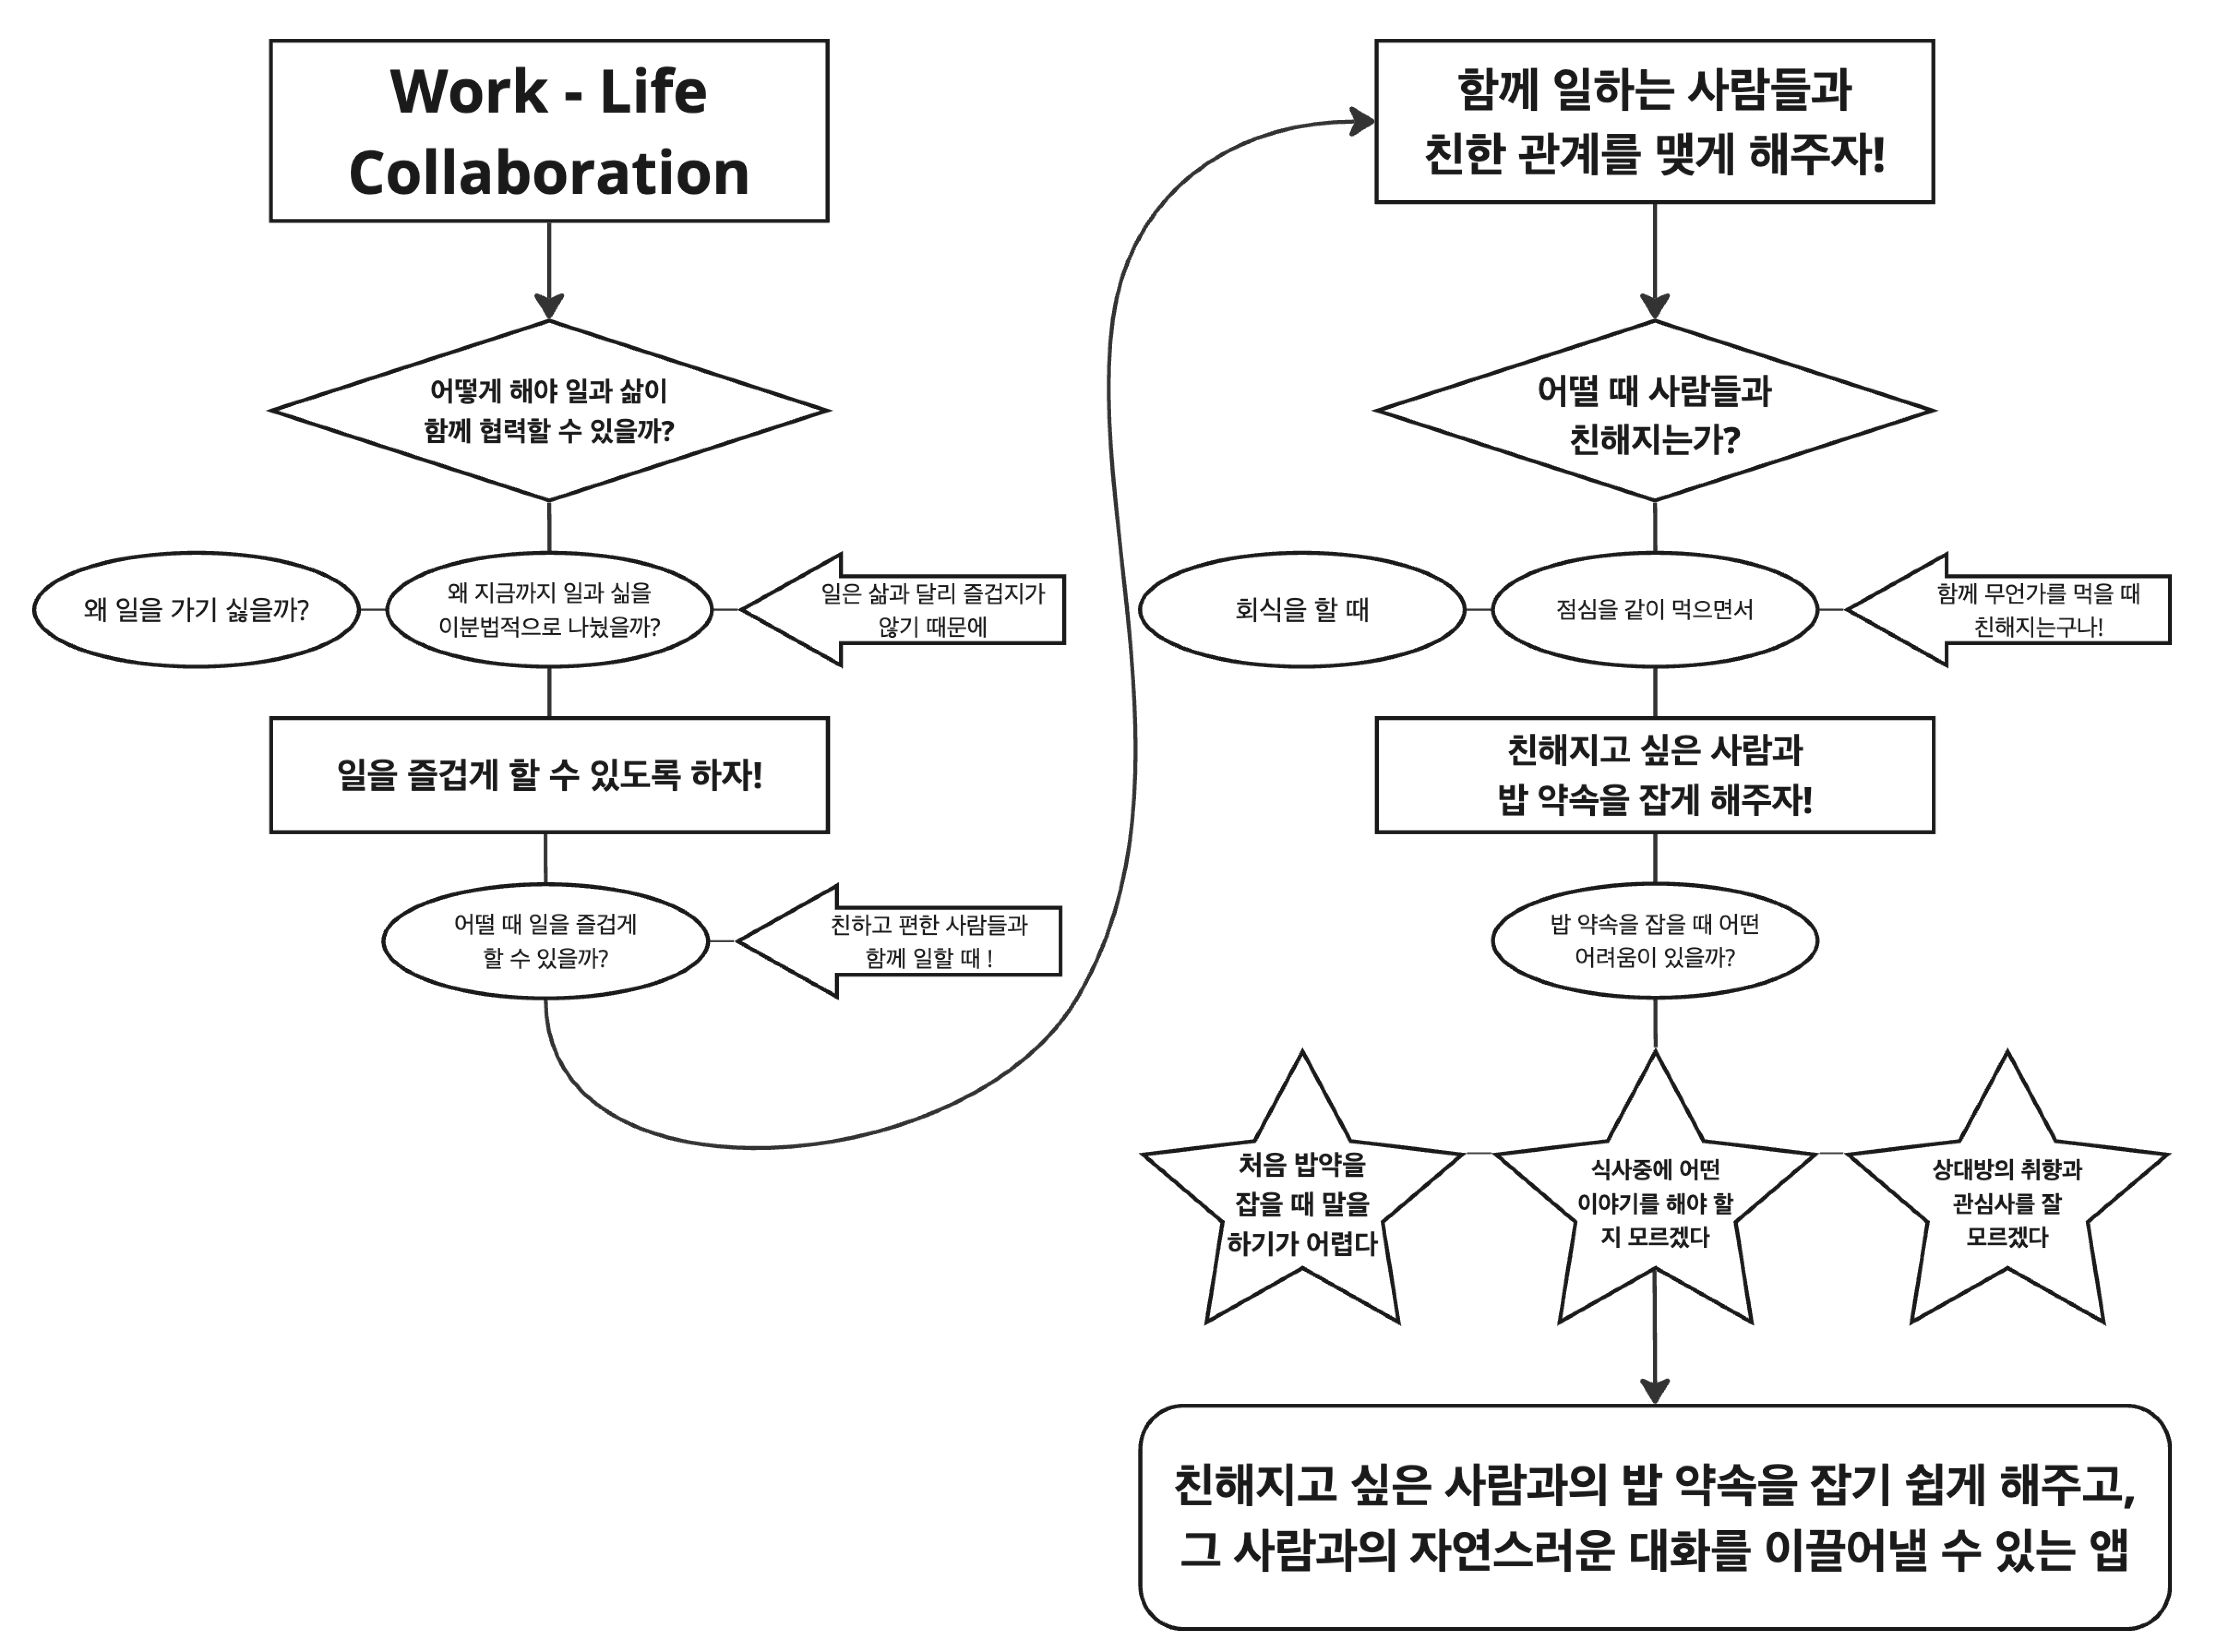 Work - Life
Collaboration
어떻게 해야 일과 삶이
함께 협력할 수 있을까?
왜 일을 가기 싫을까?
왜 지금까지 일과 싦을
이분법적으로 나눴을까?
일은 삶과 달리 즐겁지가
않기 때문에
일을 즐겁게 할 수 있도록 하자!
어떨 때 일을 즐겁게
할 수 있을까?
친하고 편한 사람들과
함께 일할 때 !
함께 일하는 사람들과
친한 관계를 맺게 해주자!
어떨 때 사람들과
친해지는가?
회식을 할 때
점심을 같이 먹으면서
함께 무언가를 먹을 때
친해지는구나!
친해지고 싶은 사람과
밥 약속을 잡게 해주자!
밥 약속을 잡을 때 어떤
어려움이 있을까?
처음 밥약을
잡을 때 말을
하기가 어렵다
식사중에 어떤
이야기를 해야 할
지 모르겠다
상대방의 취향과
관심사를 잘
모르겠다
친해지고 싶은 사람과의 밥 약속을 잡기 쉽게 해주고,
그 사람과의 자연스러운 대화를 이끌어낼 수 있는 앱